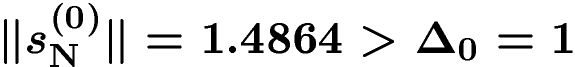 ||s_N^{(0)}|| = 1.4864 > Δ_0 = 1